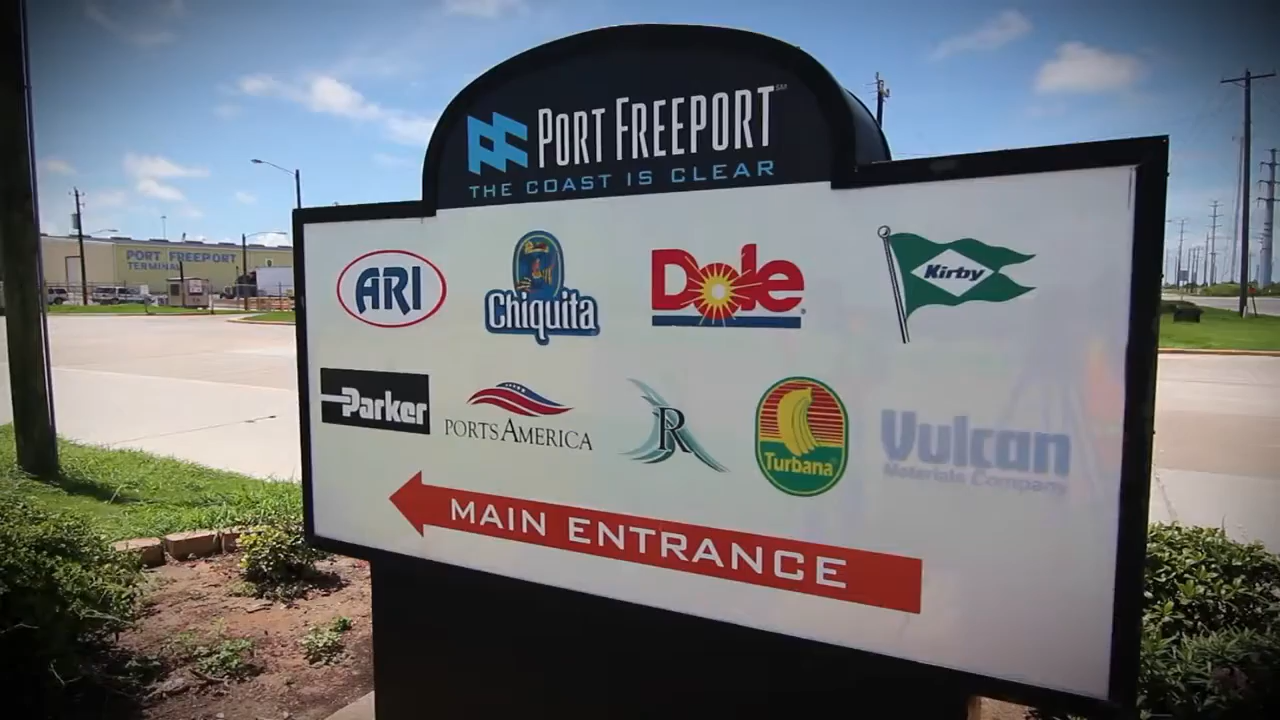 PORT FREEPORT SM
THE COAST IS CLEAR
PORT FREEPORT
TERMINAL
ARI
Chiquita
Dole
Kirby
Parker
PORTS AMERICA
R
Turbana
Vulcan
Materials Company
MAIN ENTRANCE